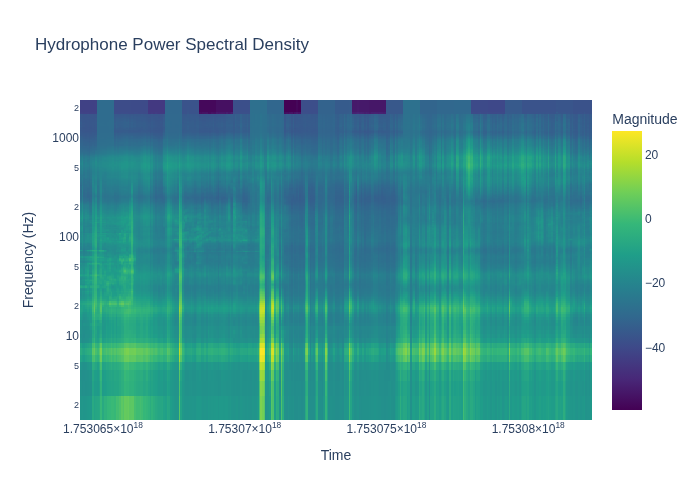 Hydrophone Power Spectral Density
Magnitude
20
0
−20
−40
2
1000
5
2
100
5
2
10
5
2
Frequency (Hz)
1.753065×10¹⁸ 1.75307×10¹⁸ 1.753075×10¹⁸ 1.75308×10¹⁸
Time